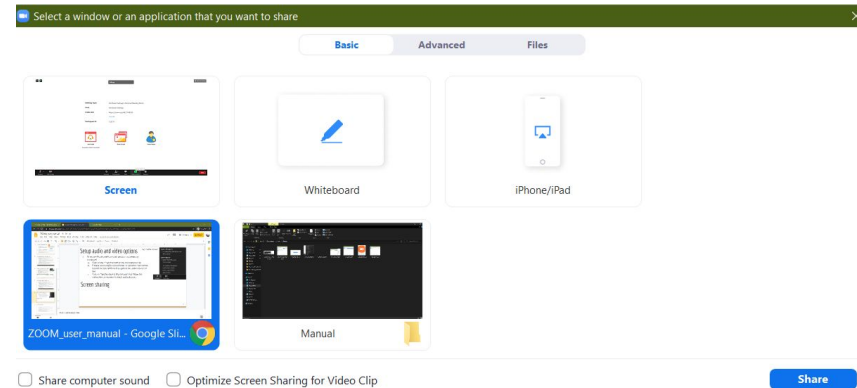 Select a window or an application that you want to share
Basic Advanced Files
Screen
Whiteboard
iPhone/iPad
Setup audio and video options
Screen sharing
ZOOM_user_manual - Google Sli...
Manual
Share computer sound
Optimize Screen Sharing for Video Clip
Share